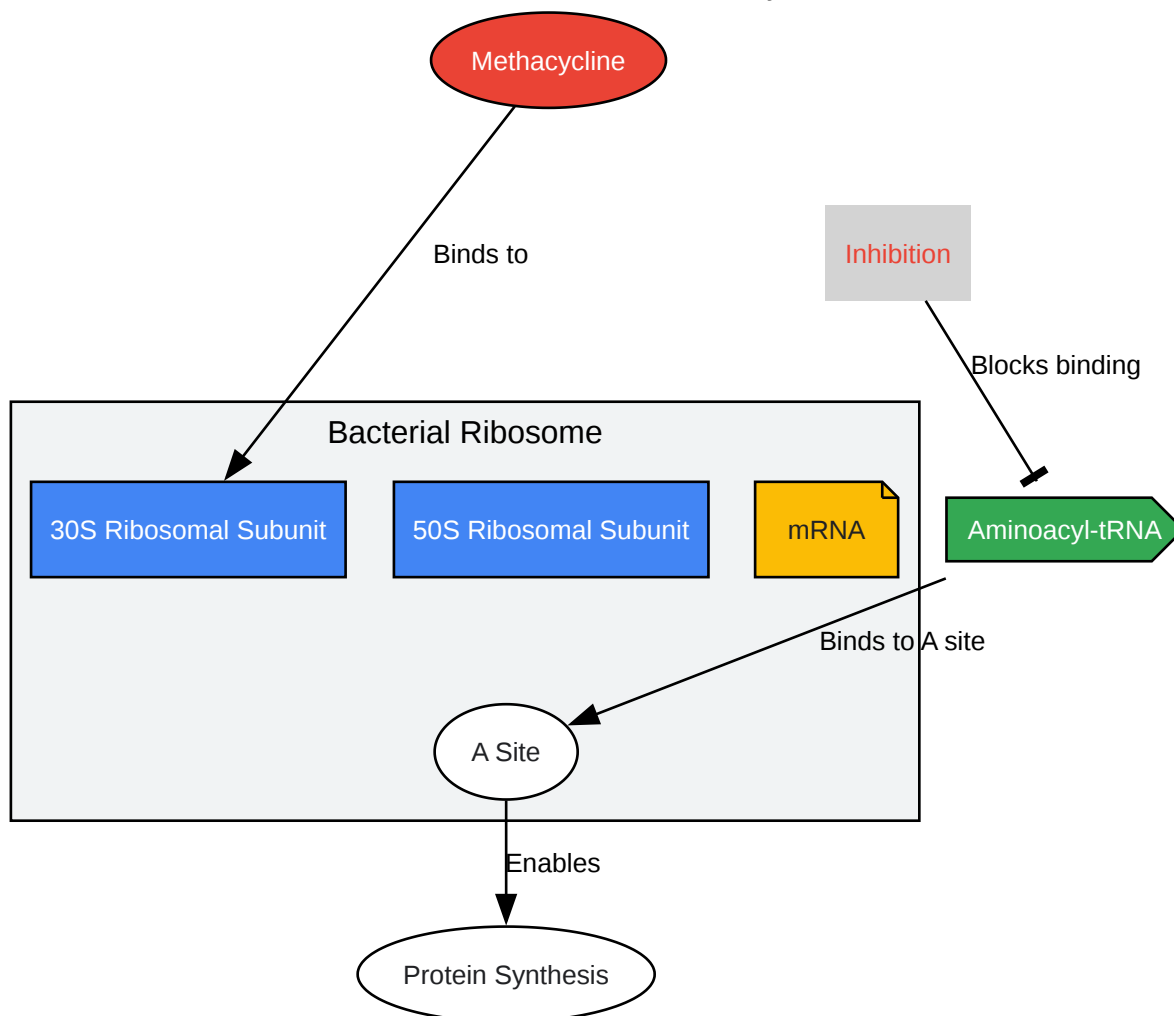 Methacycline
Binds to
Inhibition
Blocks binding
Bacterial Ribosome
30S Ribosomal Subunit
50S Ribosomal Subunit
mRNA
Aminoacyl-tRNA
Binds to A site
A Site
Enables
Protein Synthesis